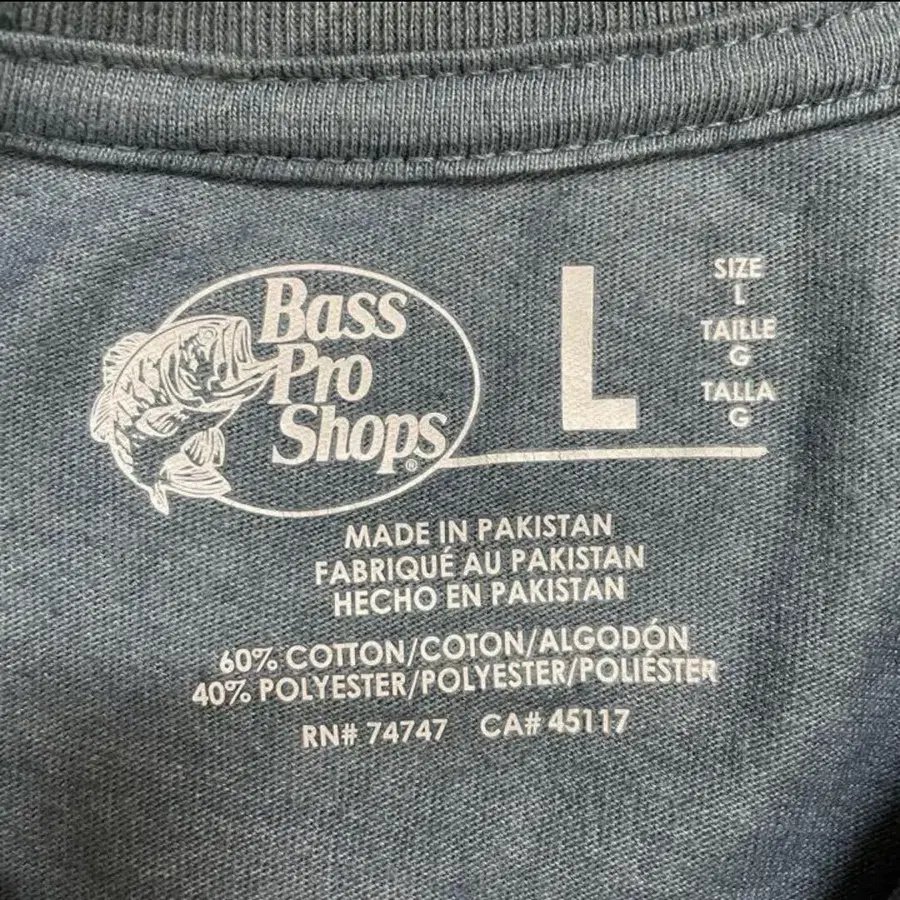 Bass
Pro
Shops®
L
SIZE
L
TAILLE
G
TALLA
G
MADE IN PAKISTAN
FABRIQUÉ AU PAKISTAN
HECHO EN PAKISTAN
60% COTTON/COTON/ALGODÓN
40% POLYESTER/POLYESTER/POLIÉSTER
RN# 74747 CA# 45117